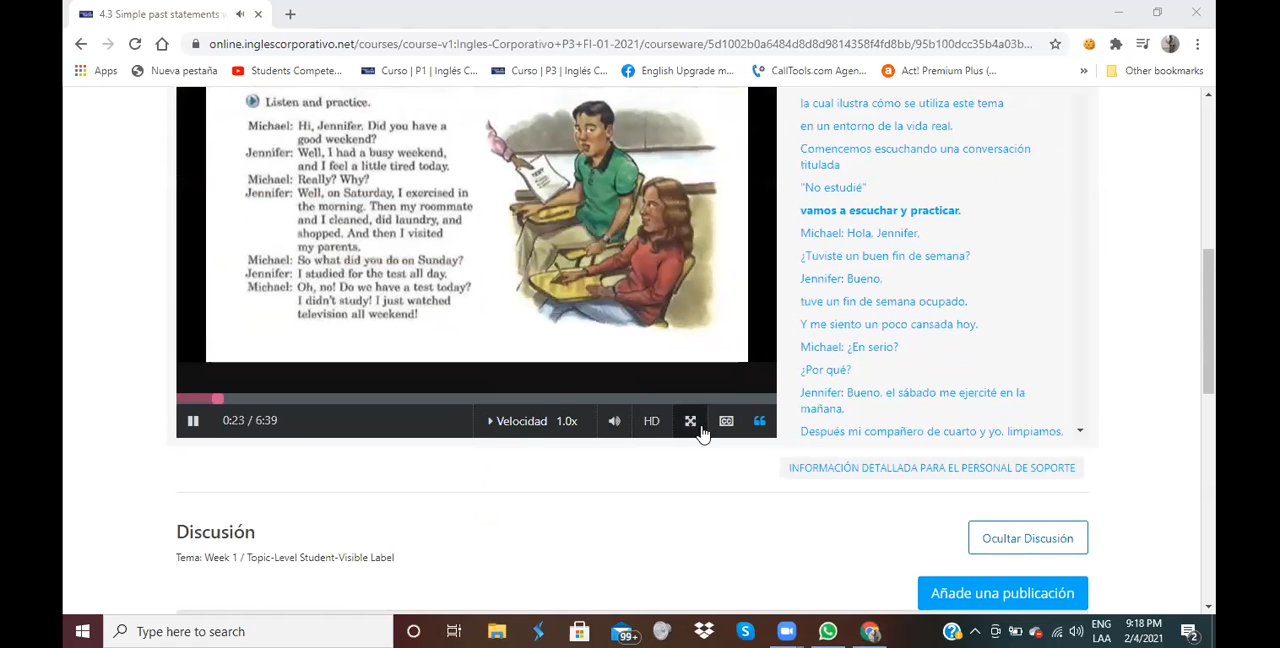 4.3 Simple past statements
online.inglescorporativo.net/courses/course-v1:Ingles-Corporativo+P3+FI-01-2021/courseware/5d1002b0a6484d8d8d9814358f4fd8bb/95b100dcc35b4a03b...
Apps Nueva pestaña Students Compete... Curso | P1 | Inglés C... Curso | P3 | Inglés C... English Upgrade m... CallTools.com Agen... Act! Premium Plus (... » Other bookmarks
Listen and practice.
Michael: Hi, Jennifer. Did you have a
good weekend?
Jennifer: Well, I had a busy weekend,
and I feel a little tired today.
Michael: Really? Why?
Jennifer: Well, on Saturday, I exercised in
the morning. Then my roommate
and I cleaned, did laundry, and
shopped. And then I visited
my parents.
Michael: So what did you do on Sunday?
Jennifer: I studied for the test all day.
Michael: Oh, no! Do we have a test today?
I didn't study! I just watched
television all weekend!
TEST
0:23 / 6:39 Velocidad 1.0x HD CC
la cual ilustra cómo se utiliza este tema
en un entorno de la vida real.
Comencemos escuchando una conversación
titulada
"No estudié"
vamos a escuchar y practicar.
Michael: Hola, Jennifer.
¿Tuviste un buen fin de semana?
Jennifer: Bueno.
tuve un fin de semana ocupado.
Y me siento un poco cansada hoy.
Michael: ¿En serio?
¿Por qué?
Jennifer: Bueno, el sábado me ejercité en la
mañana.
Después mi compañero de cuarto y yo. limpiamos.
INFORMACIÓN DETALLADA PARA EL PERSONAL DE SOPORTE
Discusión
Ocultar Discusión
Tema: Week 1 / Topic-Level Student-Visible Label
Añade una publicación
Type here to search
99+
ENG
LAA
9:18 PM
2/4/2021
2